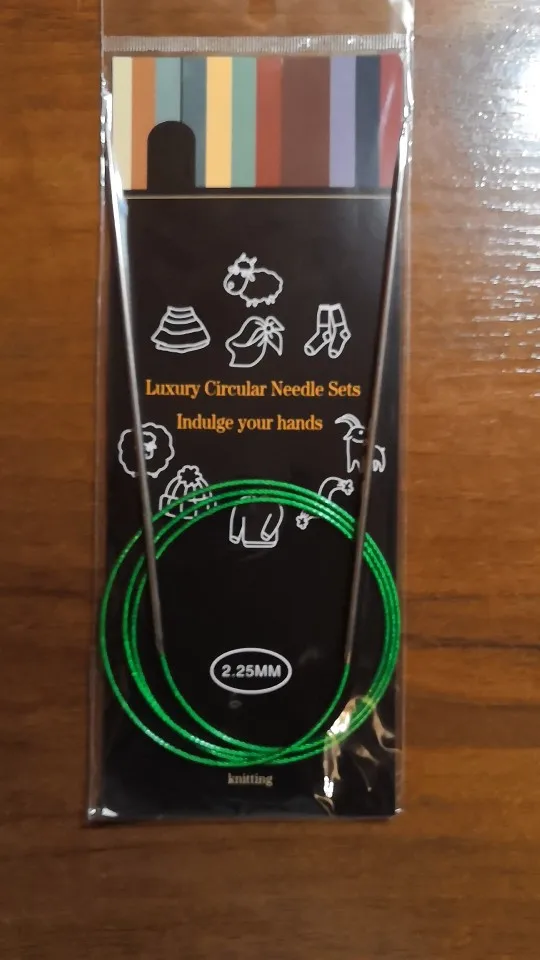 Luxury Circular Needle Sets
Indulge your hands
2.25MM
knitting